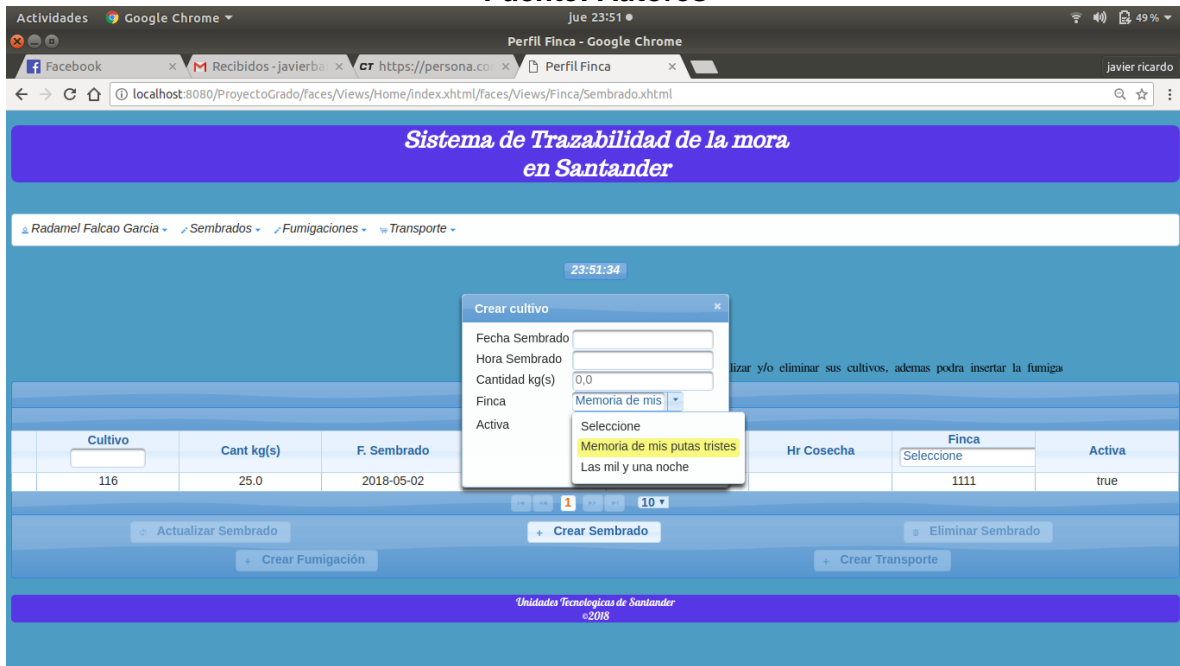 Actividades Google Chrome jue 23:51 49 %
Perfil Finca - Google Chrome
Facebook Recibidos - javierba https://persona.co Perfil Finca javier ricardo
localhost:8080/ProyectoGrado/faces/Views/Home/index.xhtml/faces/Views/Finca/Sembrado.xhtml
Sistema de Trazabilidad de la mora
en Santander
Radamel Falcao Garcia Sembrados Fumigaciones Transporte
23:51:34
Crear cultivo
Fecha Sembrado
Hora Sembrado
lizar y/o eliminar sus cultivos, ademas podra insertar la fumiga
Cantidad kg(s) 0,0
Finca Memoria de mis
Activa
Seleccione
Memoria de mis putas tristes
Las mil y una noche
Cultivo Cant kg(s) F. Sembrado Hr Cosecha Finca Activa
Seleccione
116 25.0 2018-05-02 1111 true
1 10
Actualizar Sembrado + Crear Sembrado Eliminar Sembrado
+ Crear Fumigación + Crear Transporte
Unidades Tecnologicas de Santander
©2018